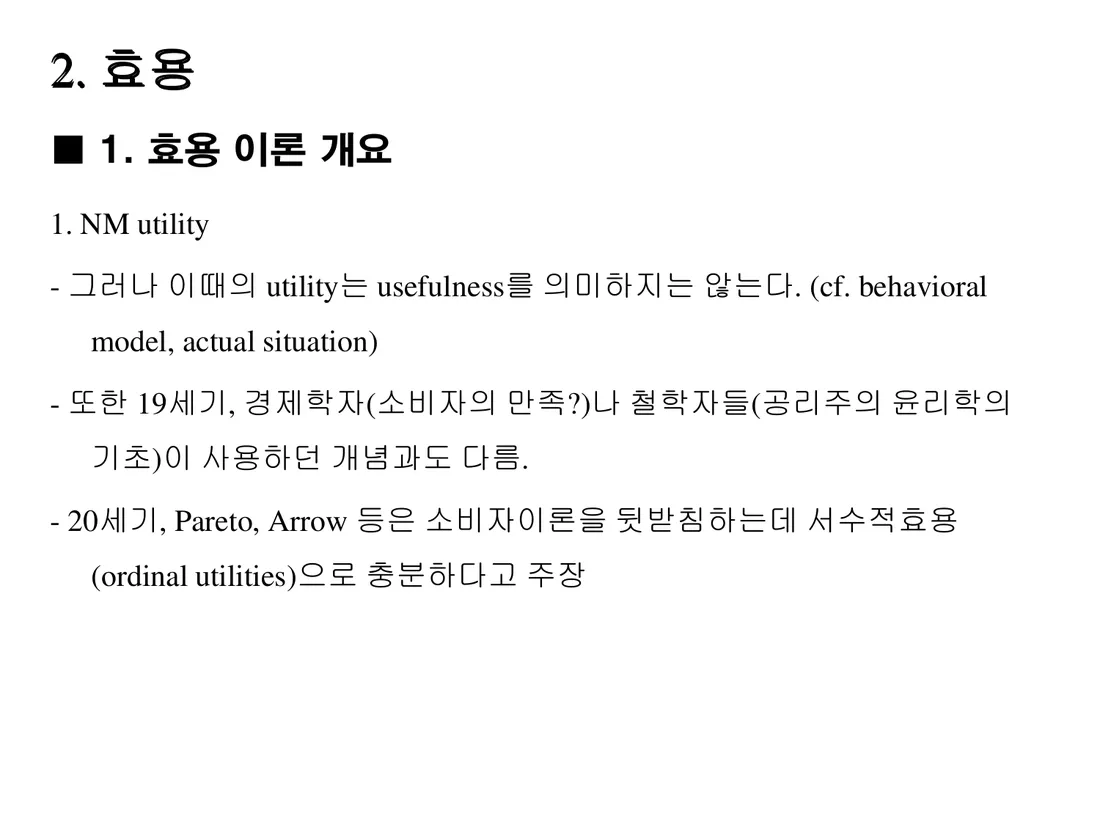 2. 효용
■ 1. 효용 이론 개요
1. NM utility
- 그러나 이때의 utility는 usefulness를 의미하지는 않는다. (cf. behavioral
model, actual situation)
- 또한 19세기, 경제학자(소비자의 만족?)나 철학자들(공리주의 윤리학의
기초)이 사용하던 개념과도 다름.
- 20세기, Pareto, Arrow 등은 소비자이론을 뒷받침하는데 서수적효용
(ordinal utilities)으로 충분하다고 주장